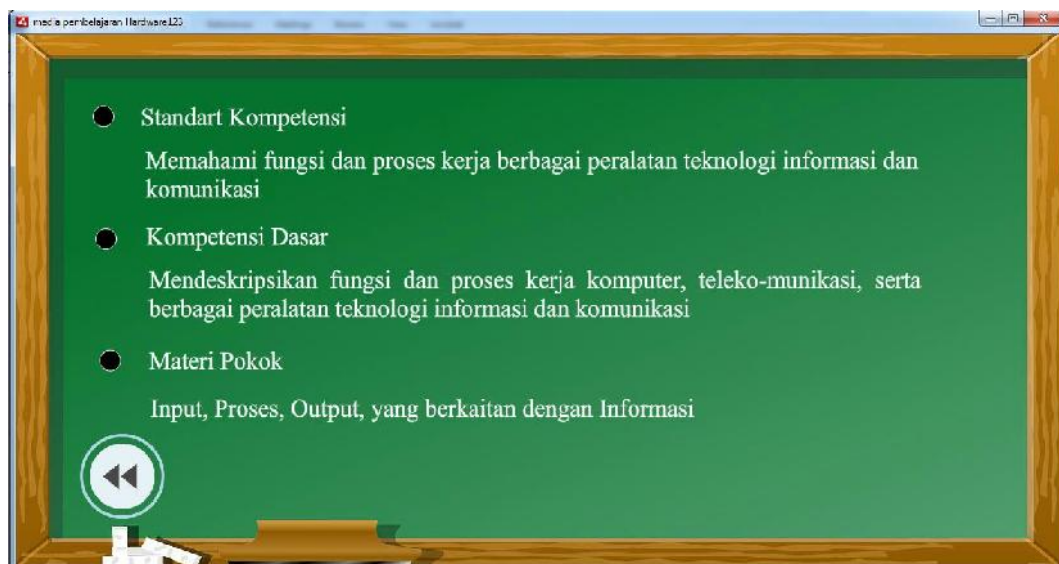 media pembelajaran Hardware123
Standart Kompetensi
Memahami fungsi dan proses kerja berbagai peralatan teknologi informasi dan
komunikasi
Kompetensi Dasar
Mendeskripsikan fungsi dan proses kerja komputer, teleko-munikasi, serta
berbagai peralatan teknologi informasi dan komunikasi
Materi Pokok
Input, Proses, Output, yang berkaitan dengan Informasi